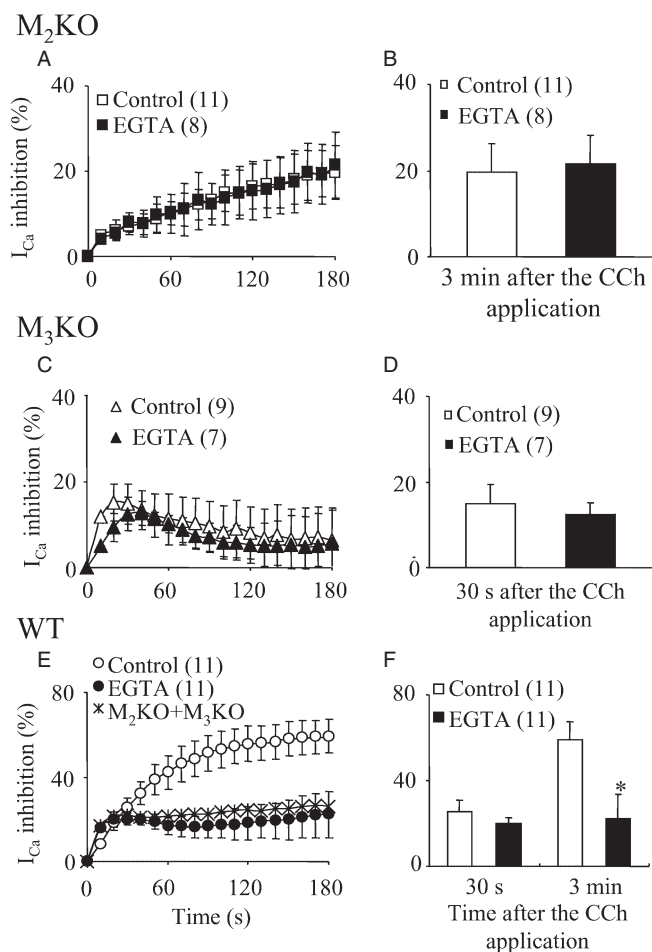 M₂KO
A
I_Ca inhibition (%)
40
20
0
Control (11)
EGTA (8)
0 60 120 180
B
40
20
0
Control (11)
EGTA (8)
3 min after the CCh
application
M₃KO
C
I_Ca inhibition (%)
40
20
0
Control (9)
EGTA (7)
0 60 120 180
D
40
20
0
Control (9)
EGTA (7)
30 s after the CCh
application
WT
E
I_Ca inhibition (%)
80
40
0
Control (11)
EGTA (11)
M₂KO+M₃KO
0 60 120 180
Time (s)
F
80
40
0
Control (11)
EGTA (11)
*
30 s 3 min
Time after the CCh
application